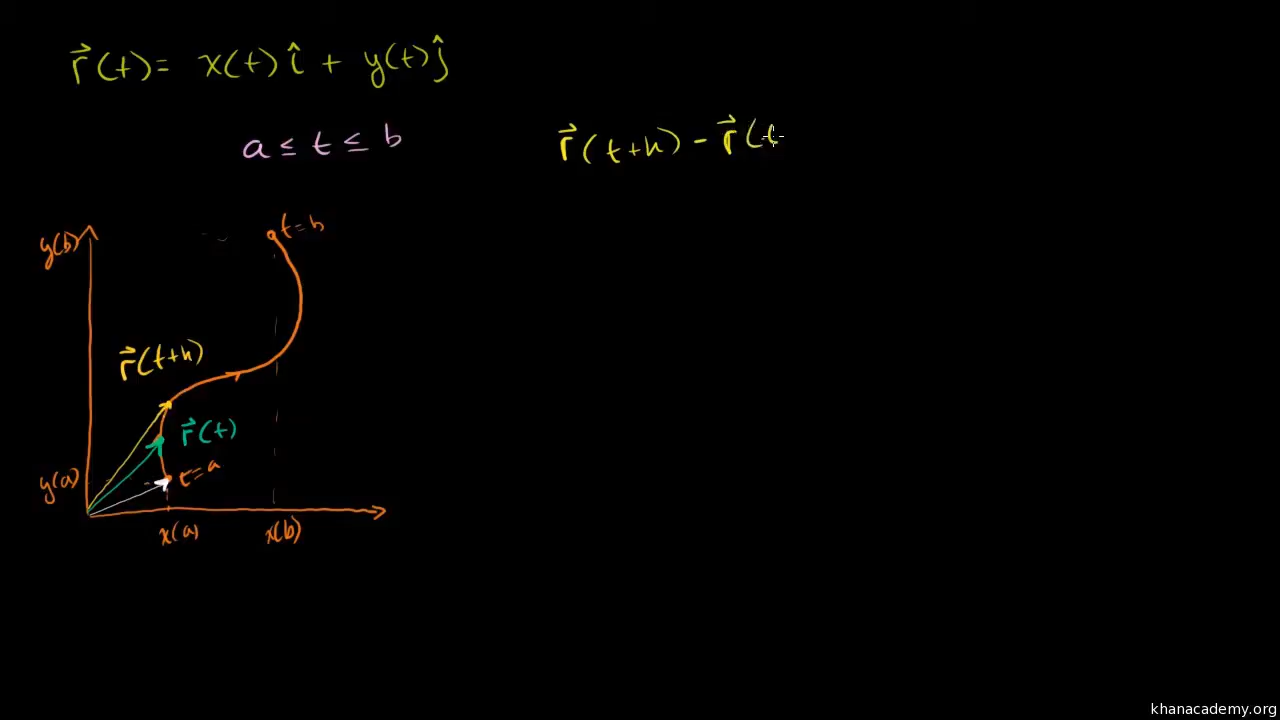 r⃗(t) = x(t) î + y(t) ĵ
a ≤ t ≤ b
r⃗(t+h) - r⃗(t
y(b)
t=b
r⃗(t+h)
r⃗(t)
t=a
y(a)
x(a) x(b)
khanacademy.org